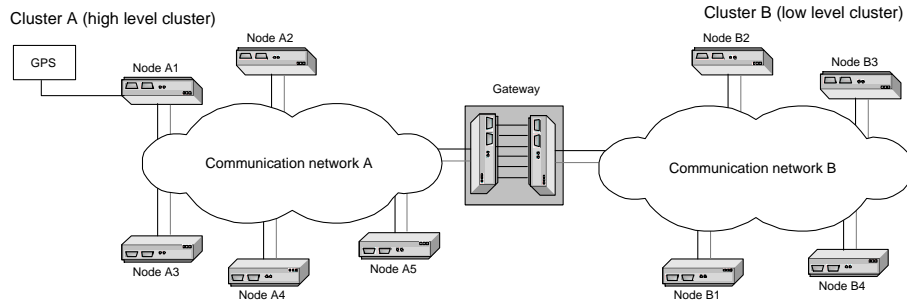 Cluster A (high level cluster)
Cluster B (low level cluster)
GPS
Node A1
Node A2
Gateway
Node B2
Node B3
Communication network A
Communication network B
Node A3
Node A4
Node A5
Node B1
Node B4